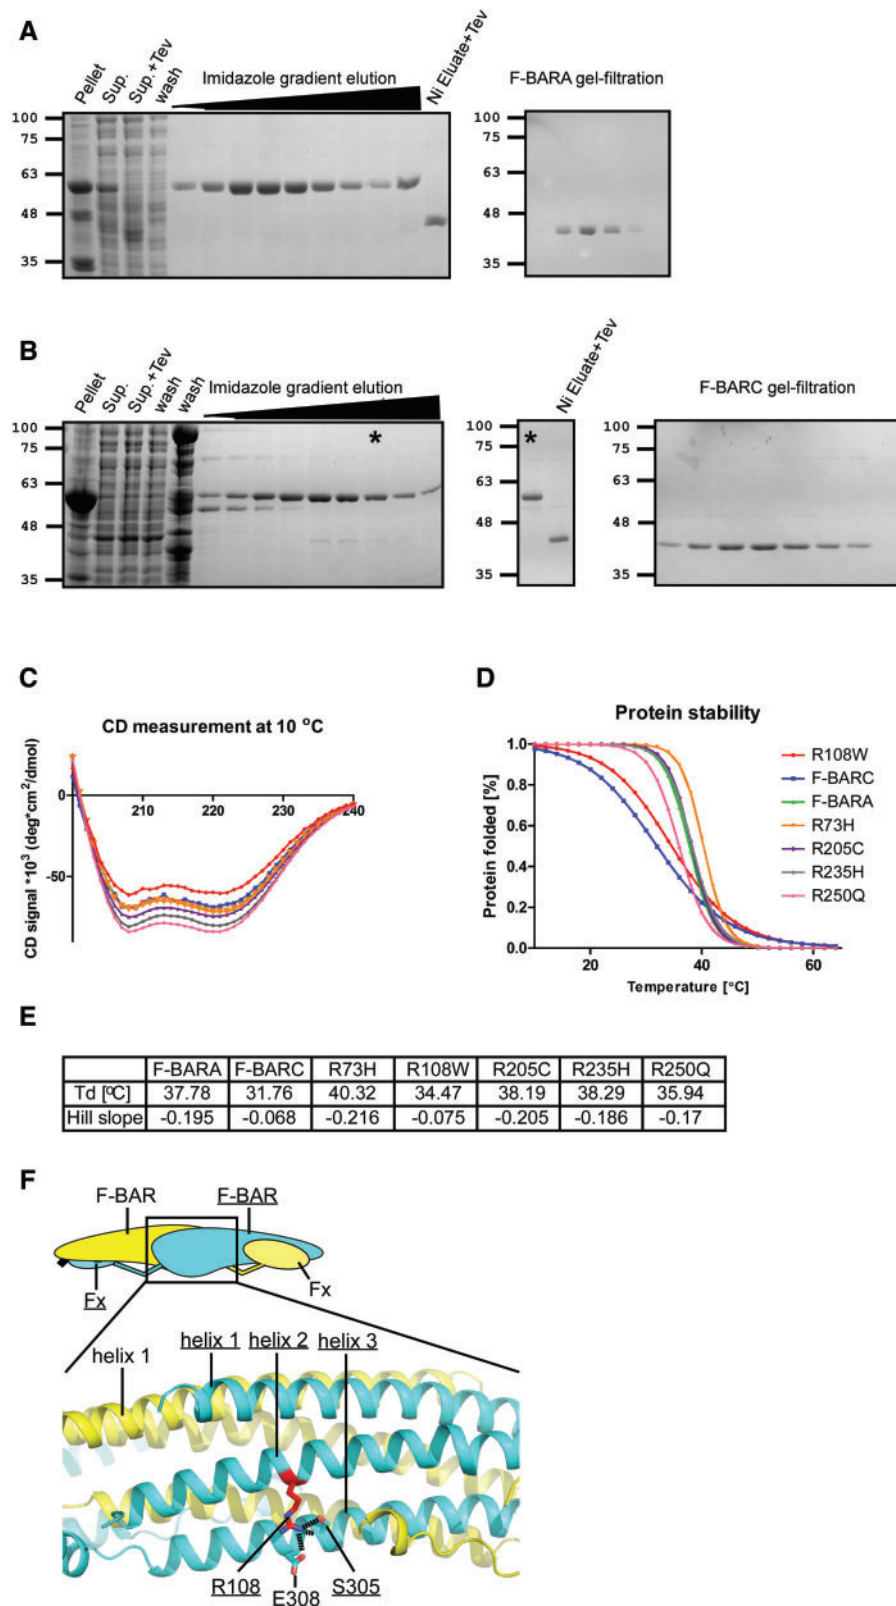 A
Pellet
Sup.
Sup.+Tev
wash
Imidazole gradient elution
Ni Eluate+Tev
F-BARA gel-filtration
100
75
63
48
35
100
75
63
48
35
B
Pellet
Sup.
Sup.+Tev
wash
wash
Imidazole gradient elution
*
Ni Eluate+Tev
*
F-BARC gel-filtration
100
75
63
48
35
100
75
63
48
35
100
75
63
48
35
C
CD measurement at 10 °C
CD signal *10³ (deg*cm²/dmol)
0
-50
210
220
230
240
D
Protein stability
Protein folded [%]
1.0
0.8
0.6
0.4
0.2
0.0
20
40
60
Temperature [°C]
R108W
F-BARC
F-BARA
R73H
R205C
R235H
R250Q
E
F-BARA F-BARC R73H R108W R205C R235H R250Q
Td [°C] 37.78 31.76 40.32 34.47 38.19 38.29 35.94
Hill slope -0.195 -0.068 -0.216 -0.075 -0.205 -0.186 -0.17
F
F-BAR
F-BAR
Fx
Fx
helix 1
helix 1
helix 2
helix 3
R108
E308
S305